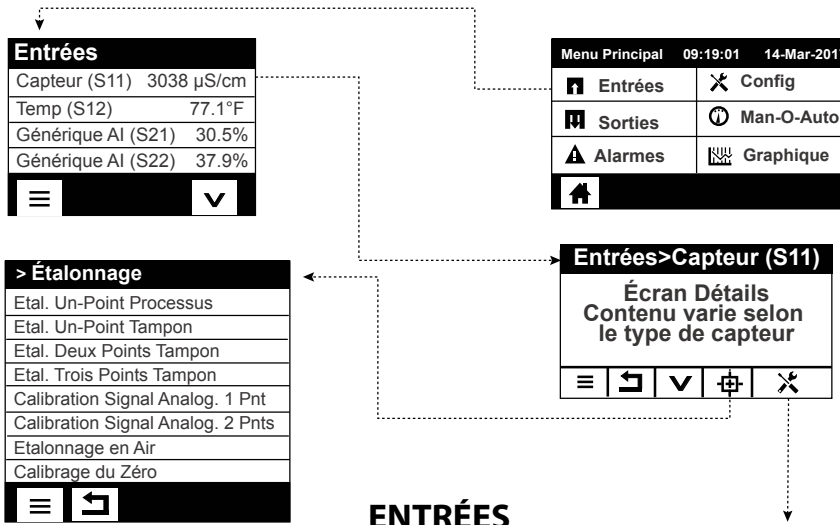 Entrées
Capteur (S11) 3038 µS/cm
Temp (S12) 77.1°F
Générique AI (S21) 30.5%
Générique AI (S22) 37.9%
Menu Principal 09:19:01 14-Mar-201
Entrées
Config
Sorties
Man-O-Auto
Alarmes
Graphique
> Étalonnage
Etal. Un-Point Processus
Etal. Un-Point Tampon
Etal. Deux Points Tampon
Etal. Trois Points Tampon
Calibration Signal Analog. 1 Pnt
Calibration Signal Analog. 2 Pnts
Etalonnage en Air
Calibrage du Zéro
Entrées>Capteur (S11)
Écran Détails
Contenu varie selon
le type de capteur
ENTRÉES